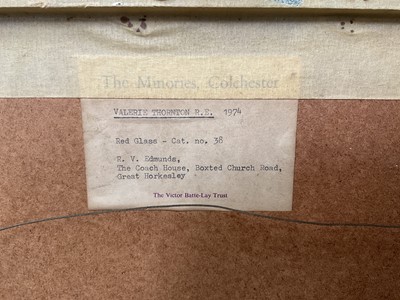 The Minories, Colchester
VALERIE THORNTON R.E. 1974
Red Glass - Cat. no. 38
R. V. Edmunds,
The Coach House, Boxted Church Road,
Great Horkesley
The Victor Batte-Lay Trust